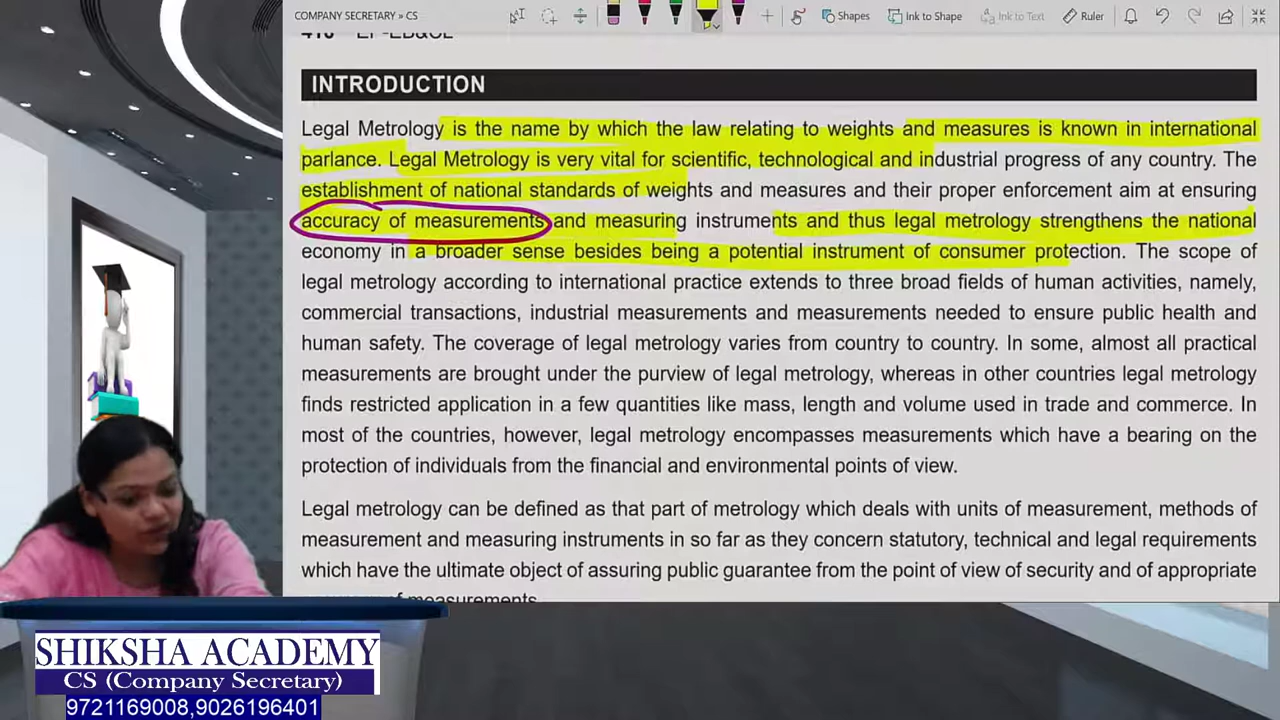 COMPANY SECRETARY » CS
Shapes
Ink to Shape
Ink to Text
Ruler
INTRODUCTION
Legal Metrology is the name by which the law relating to weights and measures is known in international
parlance. Legal Metrology is very vital for scientific, technological and industrial progress of any country. The
establishment of national standards of weights and measures and their proper enforcement aim at ensuring
accuracy of measurements and measuring instruments and thus legal metrology strengthens the national
economy in a broader sense besides being a potential instrument of consumer protection. The scope of
legal metrology according to international practice extends to three broad fields of human activities, namely,
commercial transactions, industrial measurements and measurements needed to ensure public health and
human safety. The coverage of legal metrology varies from country to country. In some, almost all practical
measurements are brought under the purview of legal metrology, whereas in other countries legal metrology
finds restricted application in a few quantities like mass, length and volume used in trade and commerce. In
most of the countries, however, legal metrology encompasses measurements which have a bearing on the
protection of individuals from the financial and environmental points of view.
Legal metrology can be defined as that part of metrology which deals with units of measurement, methods of
measurement and measuring instruments in so far as they concern statutory, technical and legal requirements
which have the ultimate object of assuring public guarantee from the point of view of security and of appropriate
of measurements.
SHIKSHA ACADEMY
CS (Company Secretary)
9721169008,9026196401